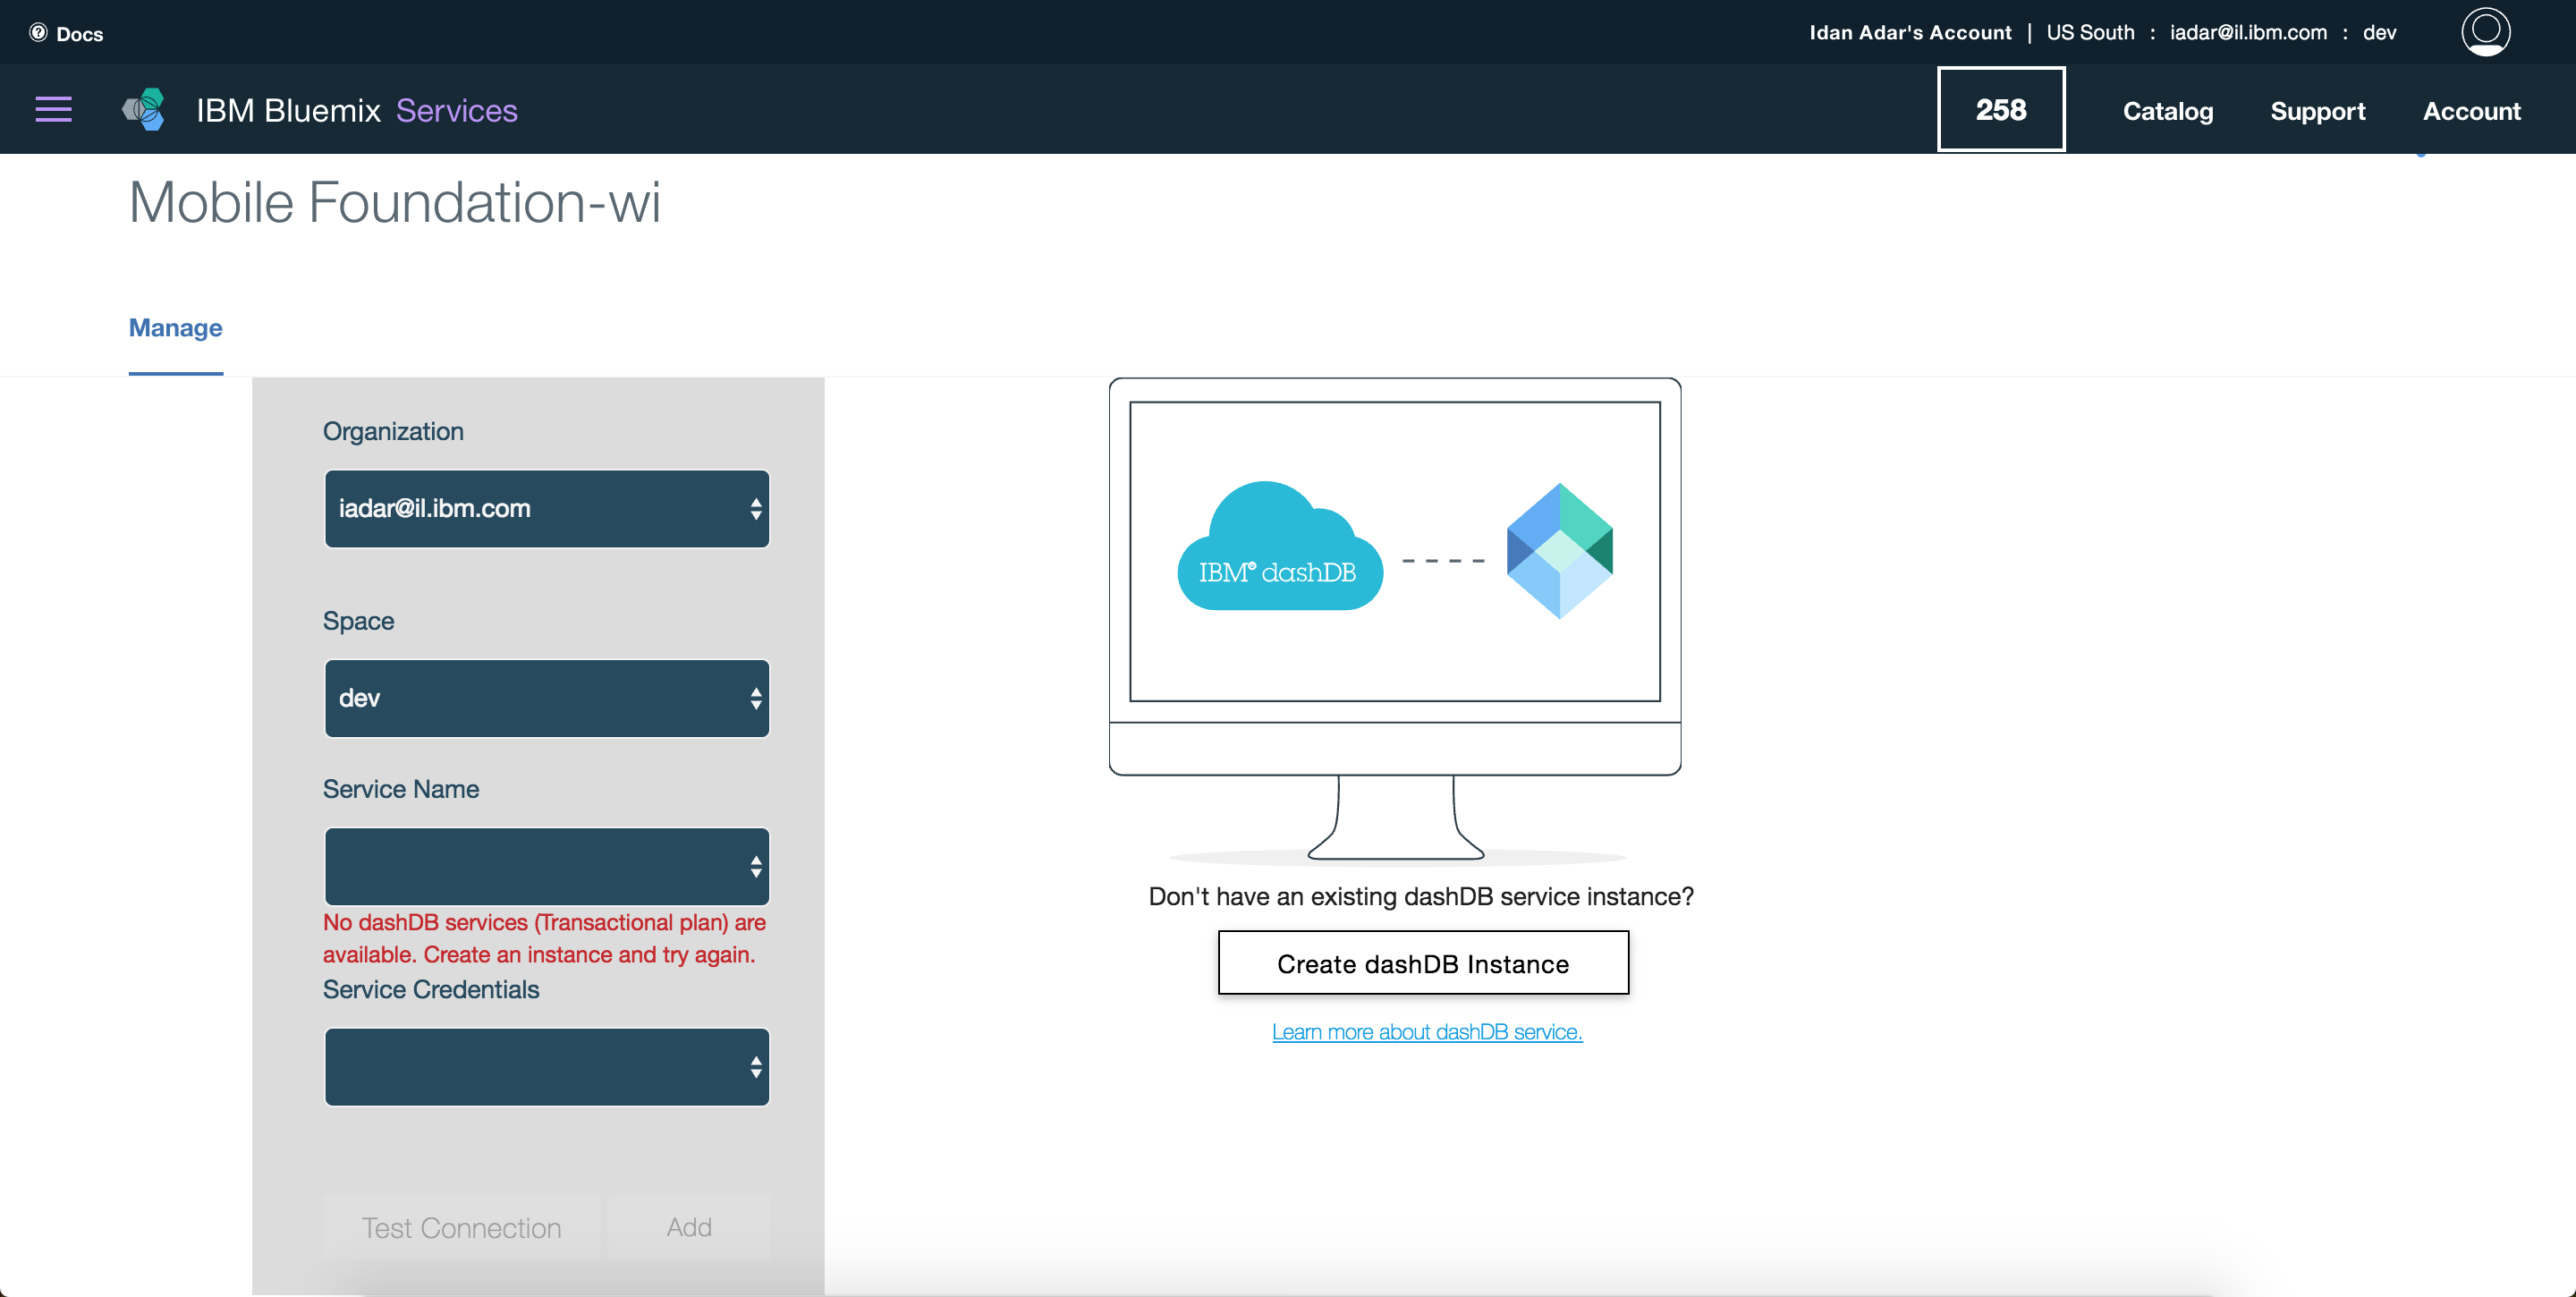 Docs
Idan Adar's Account | US South : iadar@il.ibm.com : dev
IBM Bluemix Services
258
Catalog
Support
Account
Mobile Foundation-wi
Manage
Organization
iadar@il.ibm.com
Space
dev
Service Name
No dashDB services (Transactional plan) are
available. Create an instance and try again.
Service Credentials
Test Connection
Add
IBM® dashDB
Don't have an existing dashDB service instance?
Create dashDB Instance
Learn more about dashDB service.